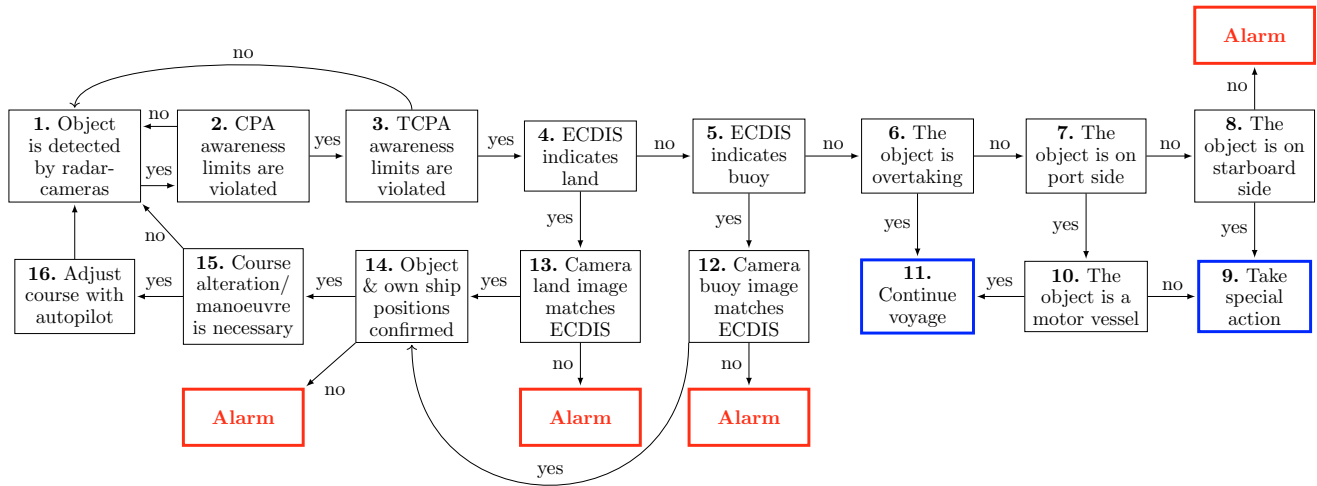 Alarm
no
1. Object
is detected
by radar-
cameras
no
yes
2. CPA
awareness
limits are
violated
yes
3. TCPA
awareness
limits are
violated
yes
4. ECDIS
indicates
land
no
5. ECDIS
indicates
buoy
no
6. The
object is
overtaking
no
7. The
object is on
port side
no
8. The
object is on
starboard
side
no
yes
yes
yes
yes
yes
no
16. Adjust
course with
autopilot
yes
15. Course
alteration/
manoeuvre
is necessary
yes
14. Object
& own ship
positions
confirmed
yes
13. Camera
land image
matches
ECDIS
12. Camera
buoy image
matches
ECDIS
11.
Continue
voyage
yes
10. The
object is a
motor vessel
no
9. Take
special
action
no
no
no
Alarm
Alarm
Alarm
yes